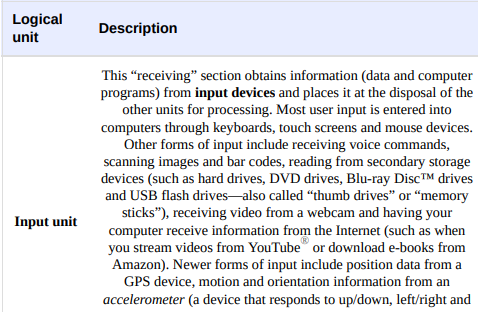 Logical
unit
Description
Input unit
This “receiving” section obtains information (data and computer
programs) from input devices and places it at the disposal of the
other units for processing. Most user input is entered into
computers through keyboards, touch screens and mouse devices.
Other forms of input include receiving voice commands,
scanning images and bar codes, reading from secondary storage
devices (such as hard drives, DVD drives, Blu-ray Disc™ drives
and USB flash drives—also called “thumb drives” or “memory
sticks”), receiving video from a webcam and having your
computer receive information from the Internet (such as when
you stream videos from YouTube® or download e-books from
Amazon). Newer forms of input include position data from a
GPS device, motion and orientation information from an
accelerometer (a device that responds to up/down, left/right and